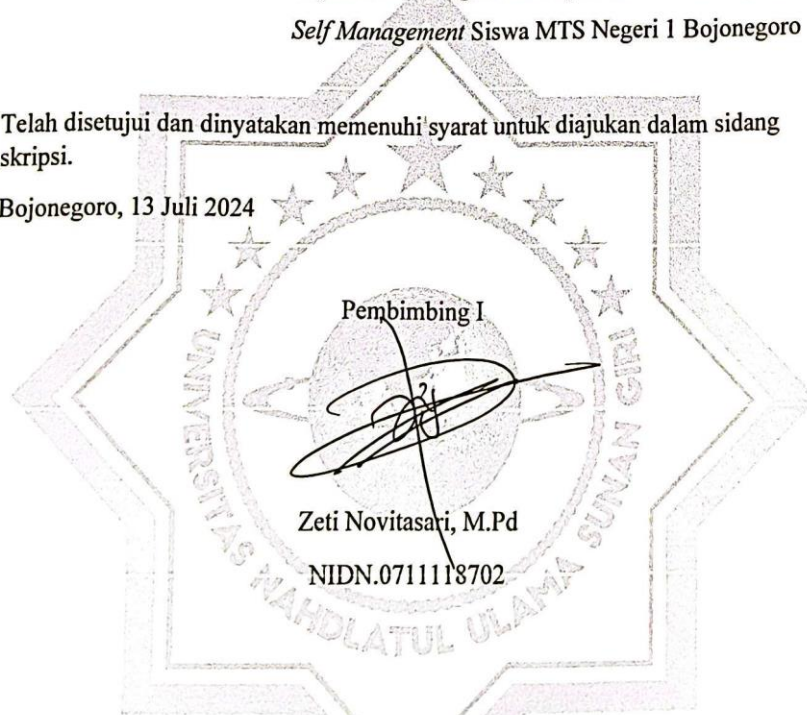 Self Management Siswa MTS Negeri 1 Bojonegoro
Telah disetujui dan dinyatakan memenuhi syarat untuk diajukan dalam sidang
skripsi.
Bojonegoro, 13 Juli 2024
Pembimbing I
Zeti Novitasari, M.Pd
NIDN.0711118702
UNIVERSITAS NAHDLATUL ULAMA SUNAN GIRI